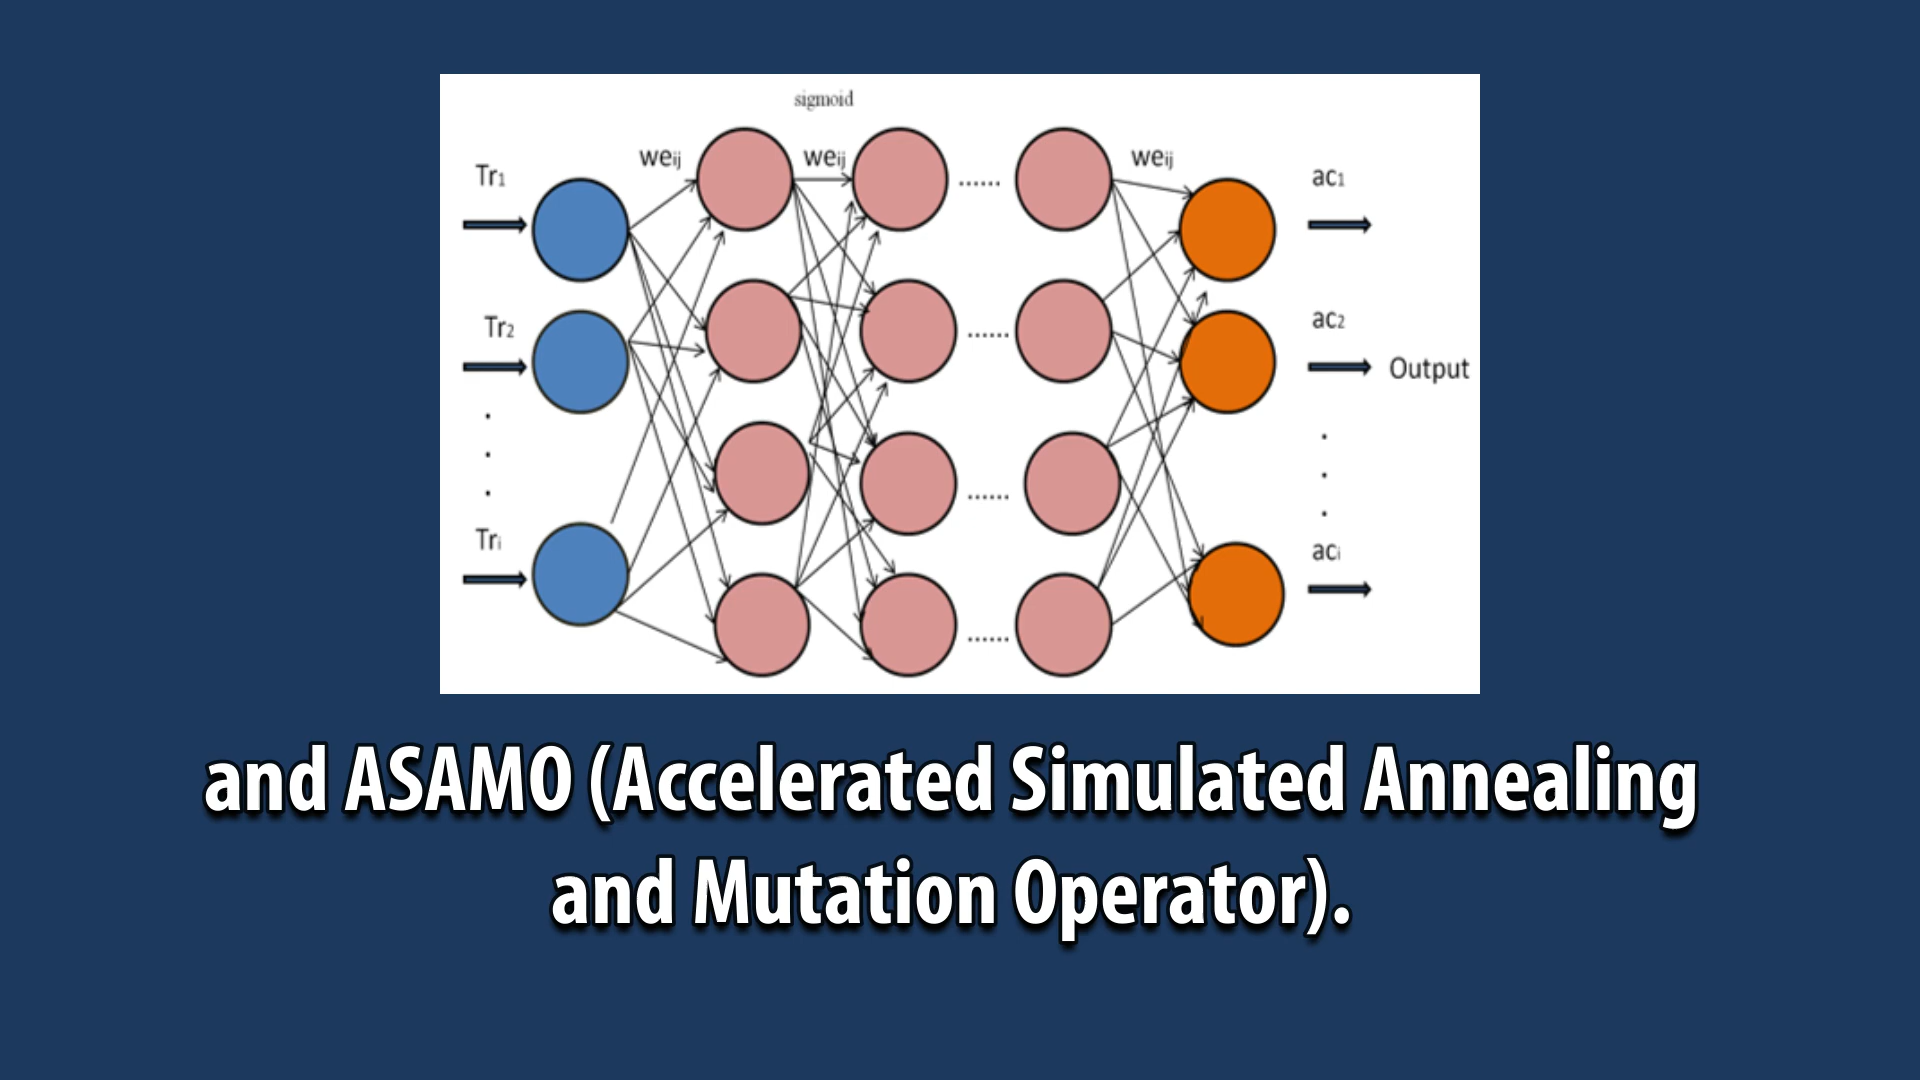 sigmoid
weij weij weij
Tr1 ac1
Tr2 ac2
Output
Tri aci
and ASAMO (Accelerated Simulated Annealing
and Mutation Operator).